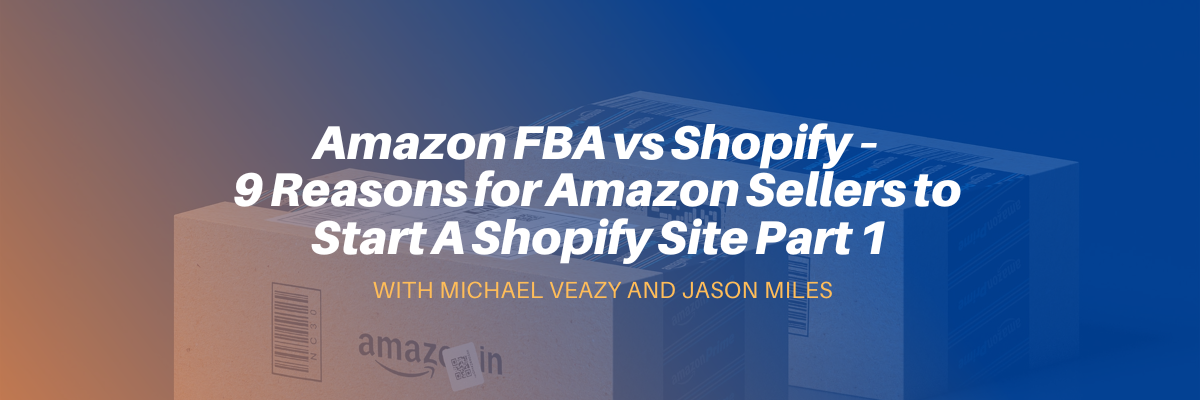 Amazon FBA vs Shopify –
9 Reasons for Amazon Sellers to
Start A Shopify Site Part 1
WITH MICHAEL VEAZY AND JASON MILES
NC50